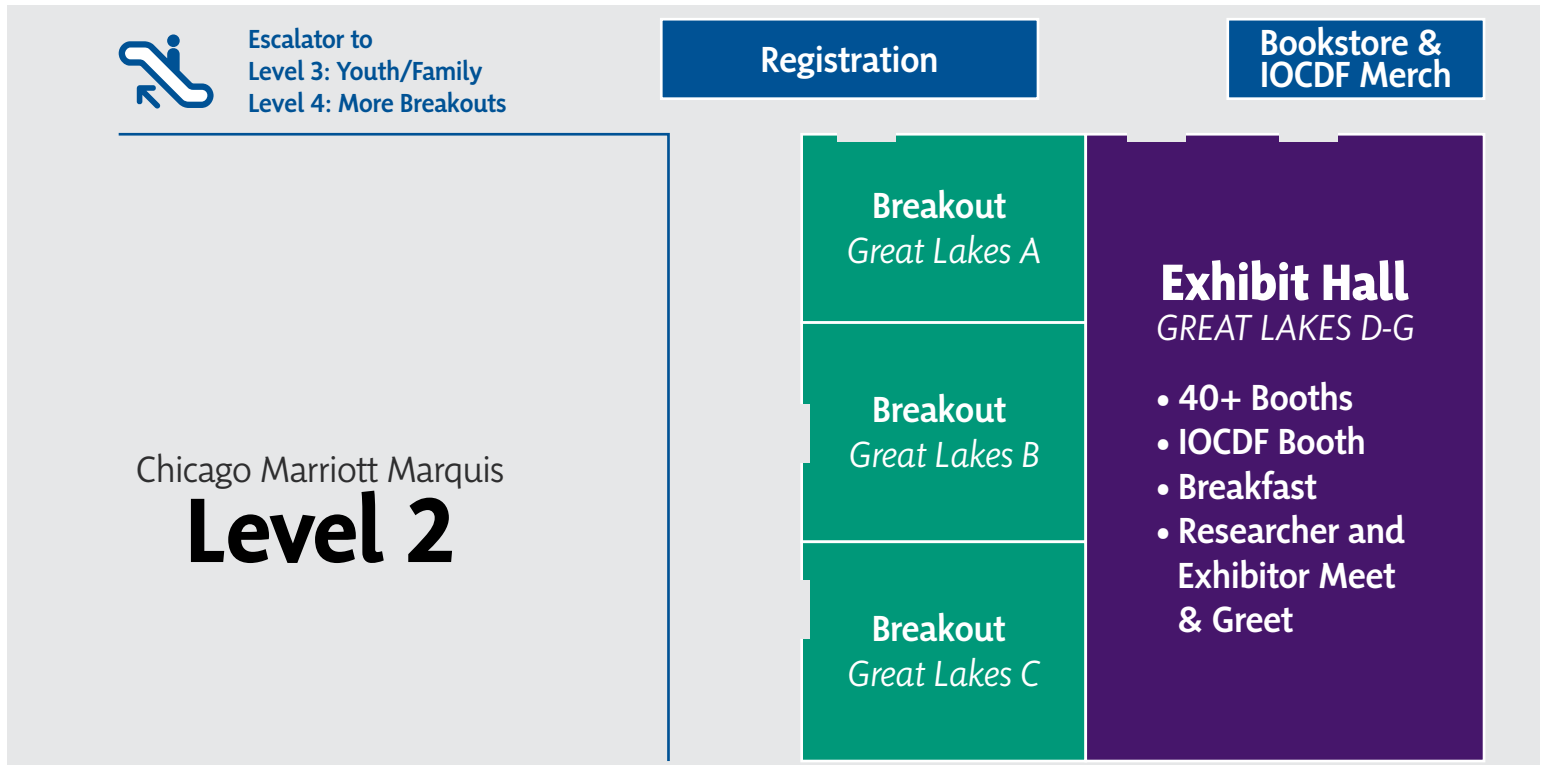 Escalator to
Level 3: Youth/Family
Level 4: More Breakouts
Registration
Bookstore &
IOCDF Merch
Chicago Marriott Marquis
Level 2
Breakout
Great Lakes A
Breakout
Great Lakes B
Breakout
Great Lakes C
Exhibit Hall
GREAT LAKES D-G
• 40+ Booths
• IOCDF Booth
• Breakfast
• Researcher and
Exhibitor Meet
& Greet